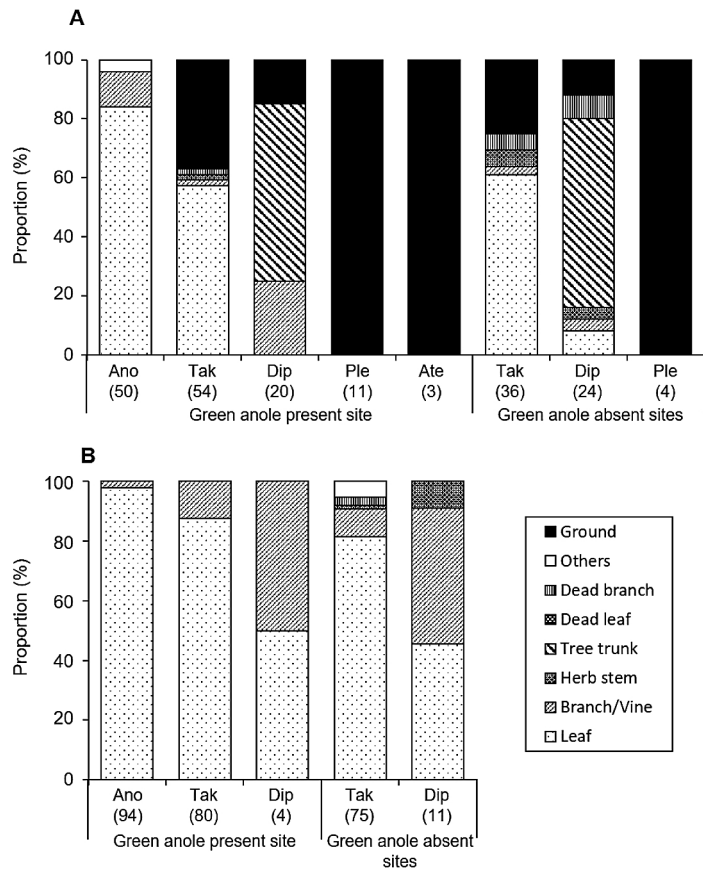 A
100
80
60
40
20
0
Proportion (%)
Ano Tak Dip Ple Ate Tak Dip Ple
(50) (54) (20) (11) (3) (36) (24) (4)
Green anole present site Green anole absent sites
B
100
80
60
40
20
0
Proportion (%)
Ano Tak Dip Tak Dip
(94) (80) (4) (75) (11)
Green anole present site Green anole absent
sites
Ground
Others
Dead branch
Dead leaf
Tree trunk
Herb stem
Branch/Vine
Leaf